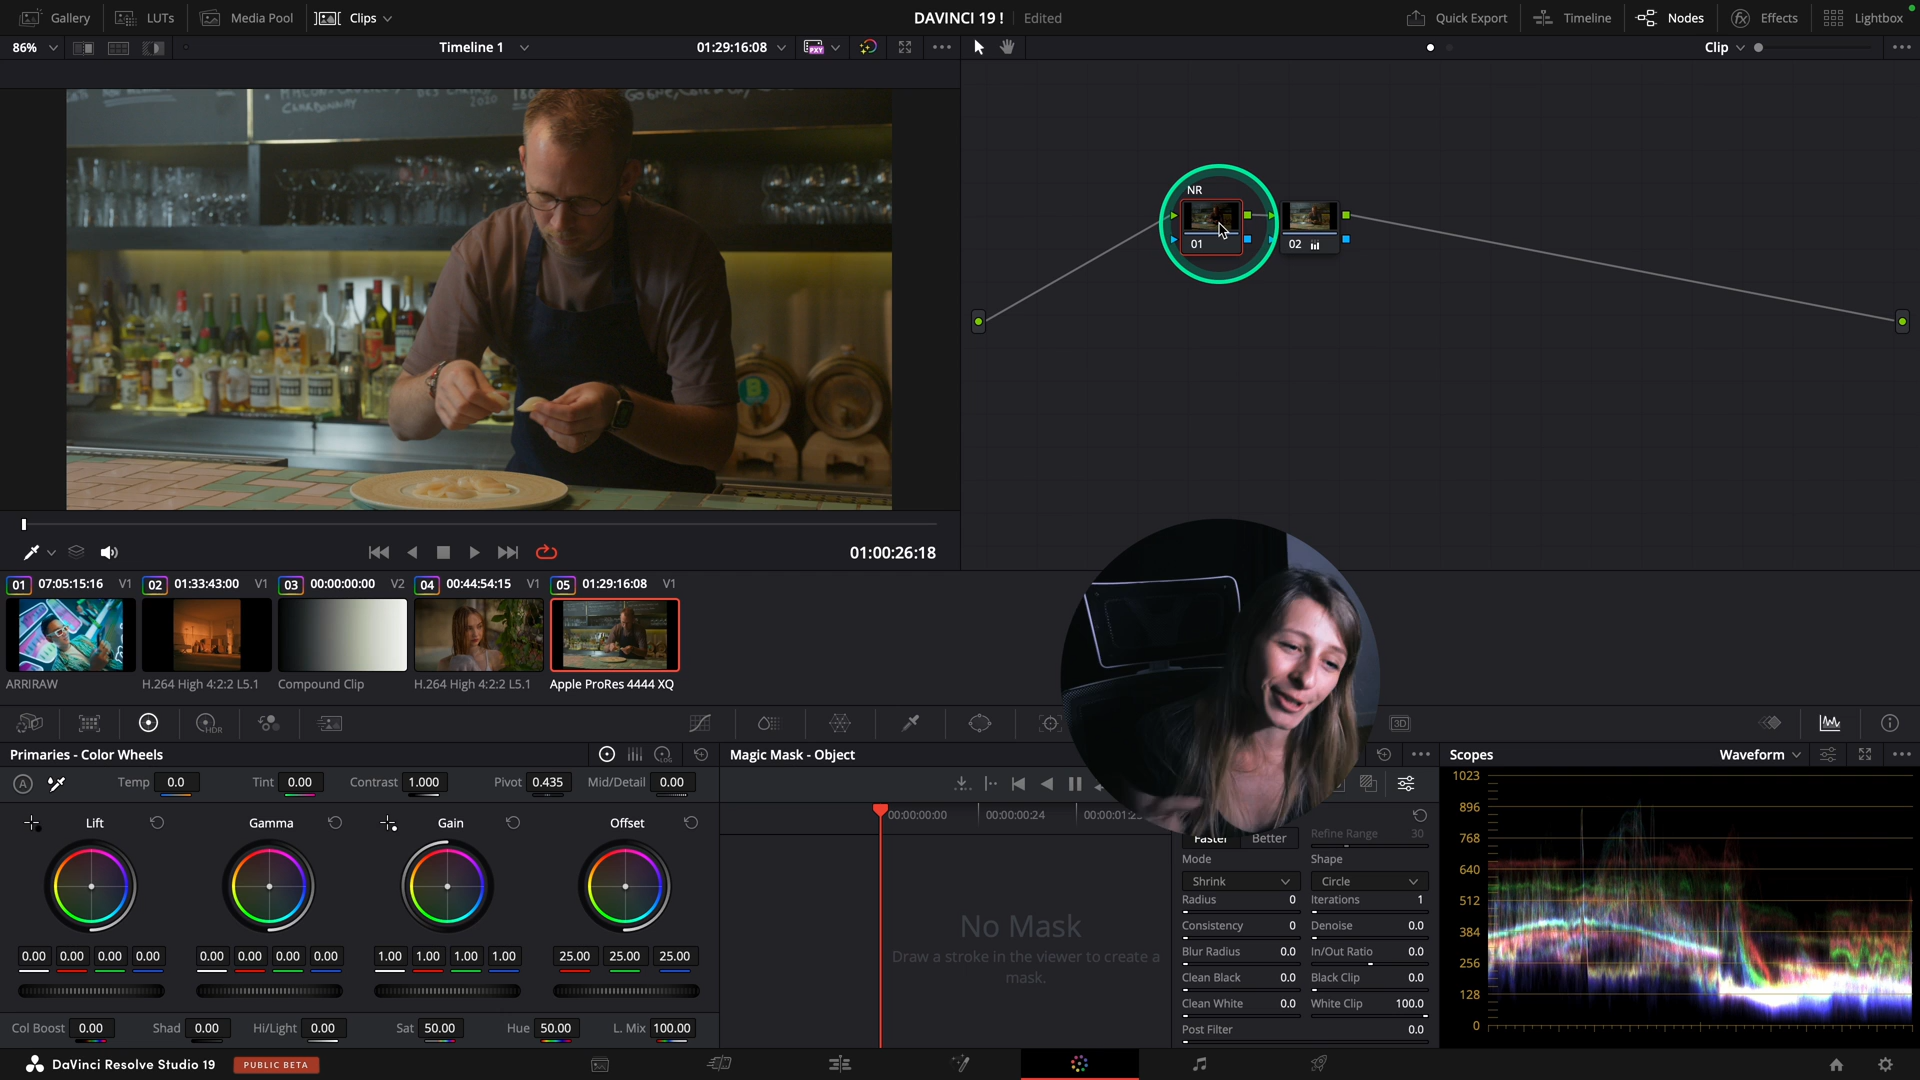 Gallery
LUTs
Media Pool
Clips
DAVINCI 19 !
Edited
Quick Export
Timeline
Nodes
Effects
Lightbox
86%
Timeline 1
01:29:16:08
PXY
Clip
CHARDONNAY
2020
NR
01
02
01:00:26:18
01 07:05:15:16 V1
02 01:33:43:00 V1
03 00:00:00:00 V2
04 00:44:54:15 V1
05 01:29:16:08 V1
ARRIRAW
H.264 High 4:2:2 L5.1
Compound Clip
H.264 High 4:2:2 L5.1
Apple ProRes 4444 XQ
HDR
3D
Primaries - Color Wheels
LOG
Magic Mask - Object
Scopes
Waveform
A
Temp 0.0
Tint 0.00
Contrast 1.000
Pivot 0.435
Mid/Detail 0.00
Lift
Gamma
Gain
Offset
0.00 0.00 0.00 0.00
0.00 0.00 0.00 0.00
1.00 1.00 1.00 1.00
25.00 25.00 25.00
Col Boost 0.00
Shad 0.00
Hi/Light 0.00
Sat 50.00
Hue 50.00
L. Mix 100.00
00:00:00:00
00:00:00:24
No Mask
Draw a stroke in the viewer to create a
mask.
Faster
Better
Refine Range 30
Mode
Shape
Shrink
Circle
Radius 0
Iterations 1
Consistency 0
Denoise 0.0
Blur Radius 0.0
In/Out Ratio 0.0
Clean Black 0.0
Black Clip 0.0
Clean White 0.0
White Clip 100.0
Post Filter 0.0
1023
896
768
640
512
384
256
128
0
DaVinci Resolve Studio 19
PUBLIC BETA